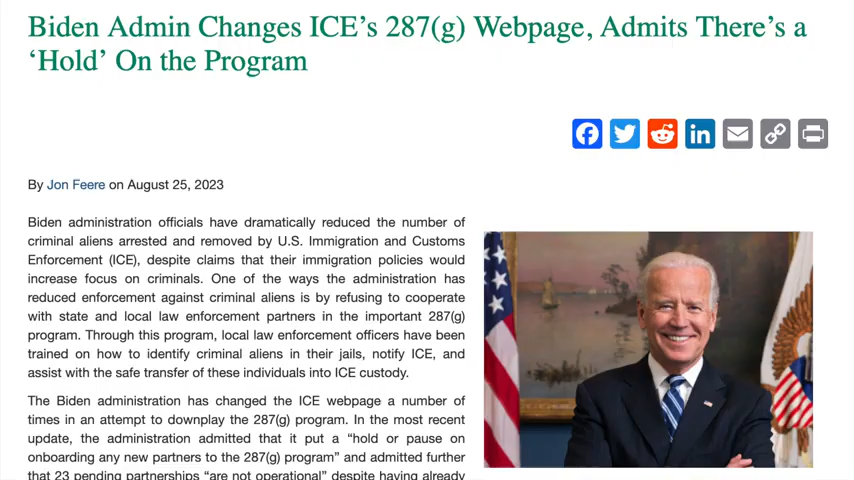 Biden Admin Changes ICE’s 287(g) Webpage, Admits There’s a
‘Hold’ On the Program
By Jon Feere on August 25, 2023
Biden administration officials have dramatically reduced the number of
criminal aliens arrested and removed by U.S. Immigration and Customs
Enforcement (ICE), despite claims that their immigration policies would
increase focus on criminals. One of the ways the administration has
reduced enforcement against criminal aliens is by refusing to cooperate
with state and local law enforcement partners in the important 287(g)
program. Through this program, local law enforcement officers have been
trained on how to identify criminal aliens in their jails, notify ICE, and
assist with the safe transfer of these individuals into ICE custody.
The Biden administration has changed the ICE webpage a number of
times in an attempt to downplay the 287(g) program. In the most recent
update, the administration admitted that it put a “hold or pause on
onboarding any new partners to the 287(g) program” and admitted further
that 23 pending partnerships “are not operational” despite having already